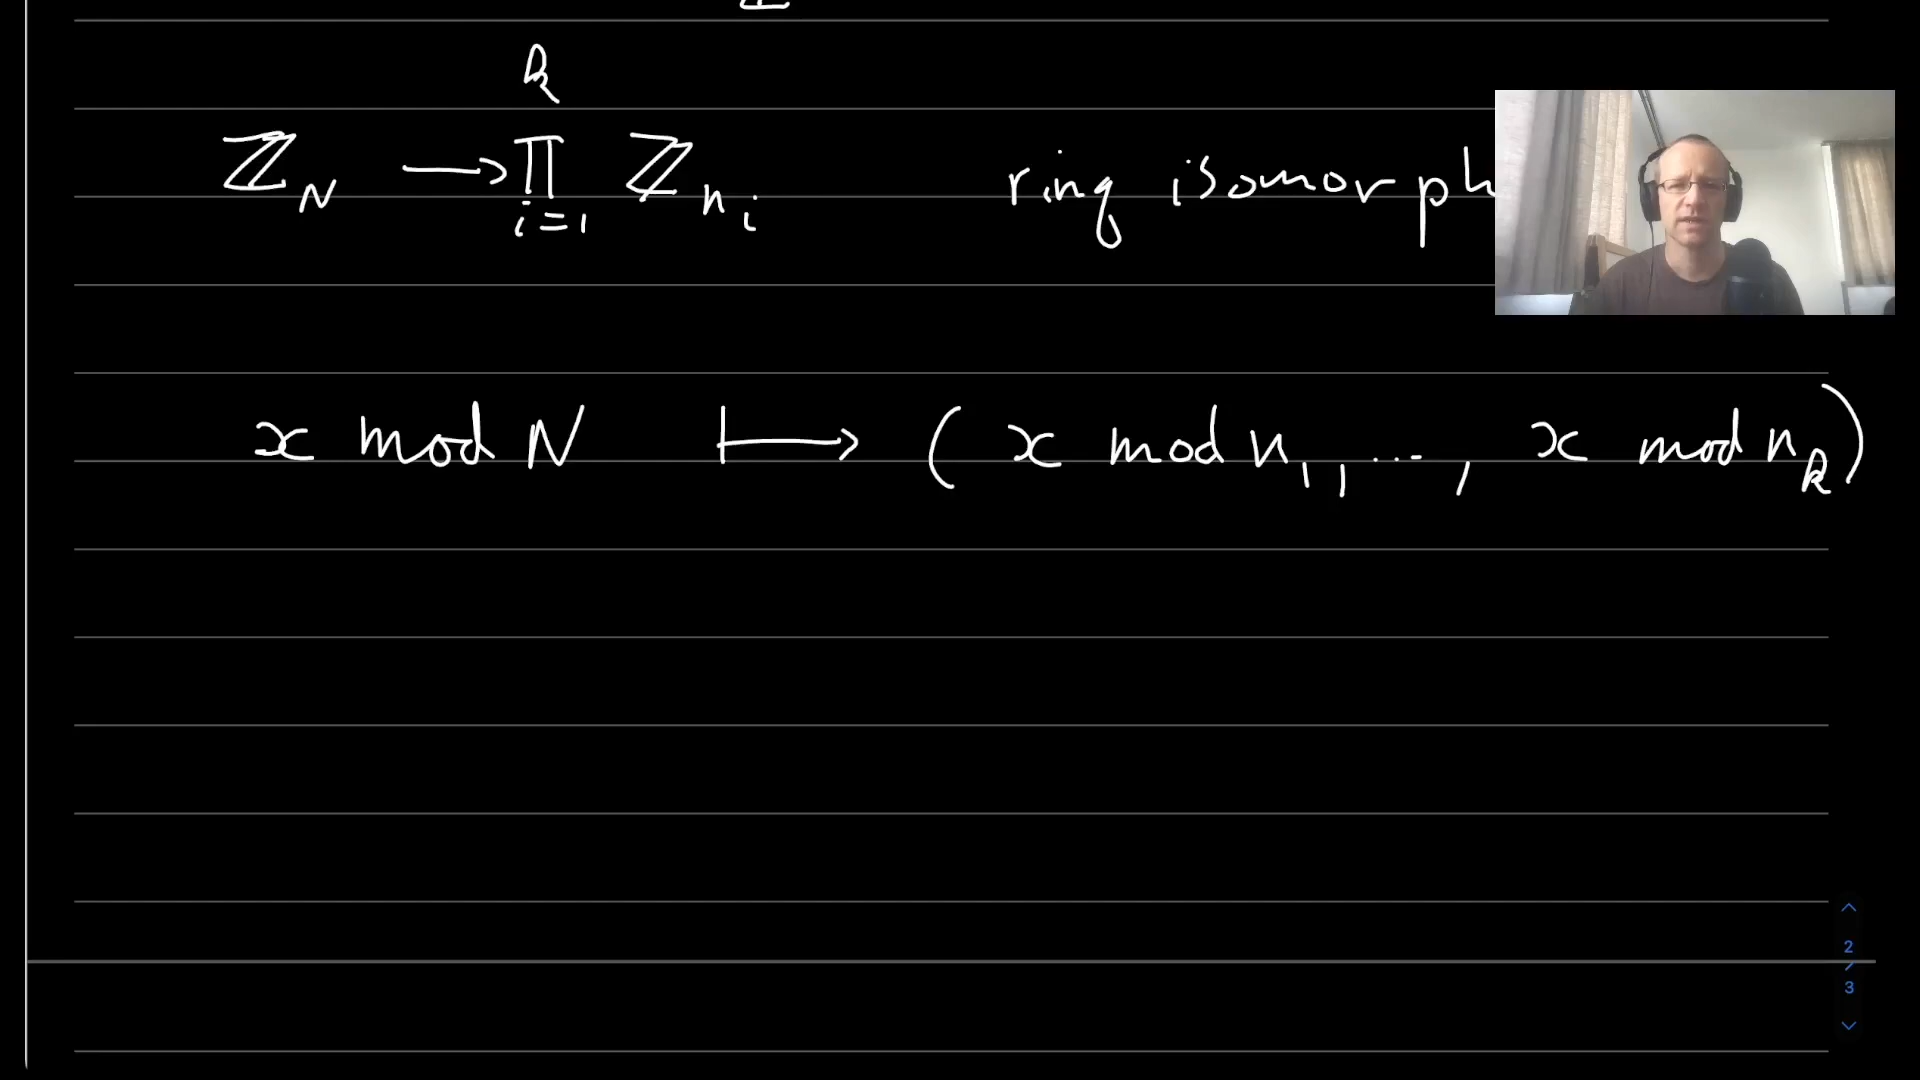 k
ℤ_N ⟶ ∏ ℤ_{n_i} ring isomorph
i=1
x mod N ⟼ ( x mod n_1, ..., x mod n_k )
2
/
3